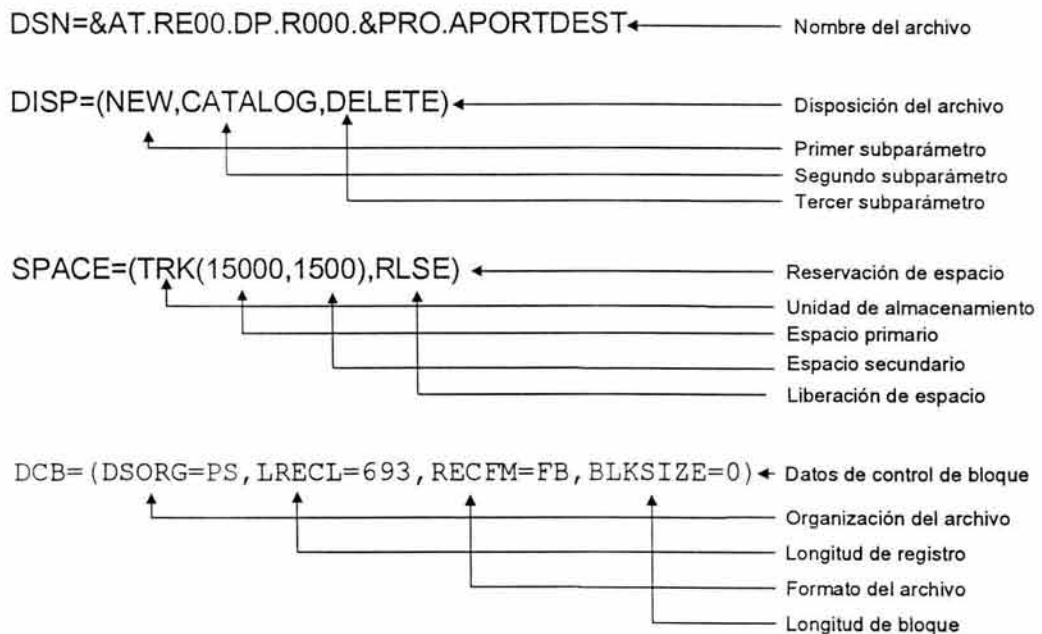 DSN=&AT.RE00.DP.R000.&PRO.APORTDEST Nombre del archivo
DISP=(NEW,CATALOG,DELETE) Disposición del archivo
Primer subparámetro
Segundo subparámetro
Tercer subparámetro
SPACE=(TRK(15000,1500),RLSE) Reservación de espacio
Unidad de almacenamiento
Espacio primario
Espacio secundario
Liberación de espacio
DCB=(DSORG=PS,LRECL=693,RECFM=FB,BLKSIZE=0) Datos de control de bloque
Organización del archivo
Longitud de registro
Formato del archivo
Longitud de bloque